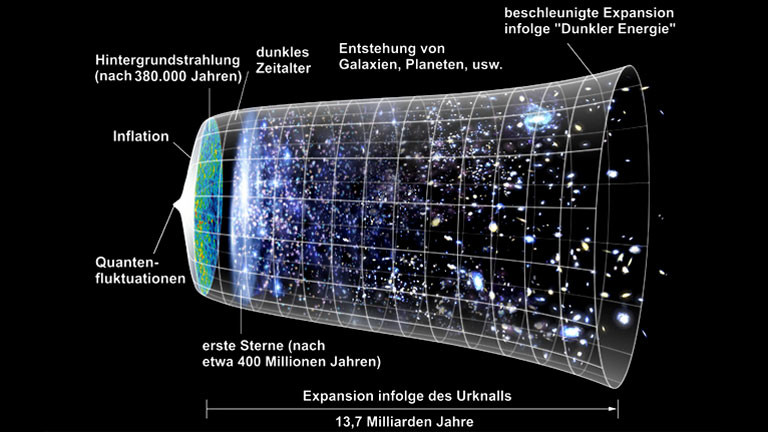 beschleunigte Expansion
infolge "Dunkler Energie"
Hintergrundstrahlung
(nach 380.000 Jahren)
dunkles
Zeitalter
Entstehung von
Galaxien, Planeten, usw.
Inflation
Quanten-
fluktuationen
erste Sterne (nach
etwa 400 Millionen Jahren)
Expansion infolge des Urknalls
13,7 Milliarden Jahre